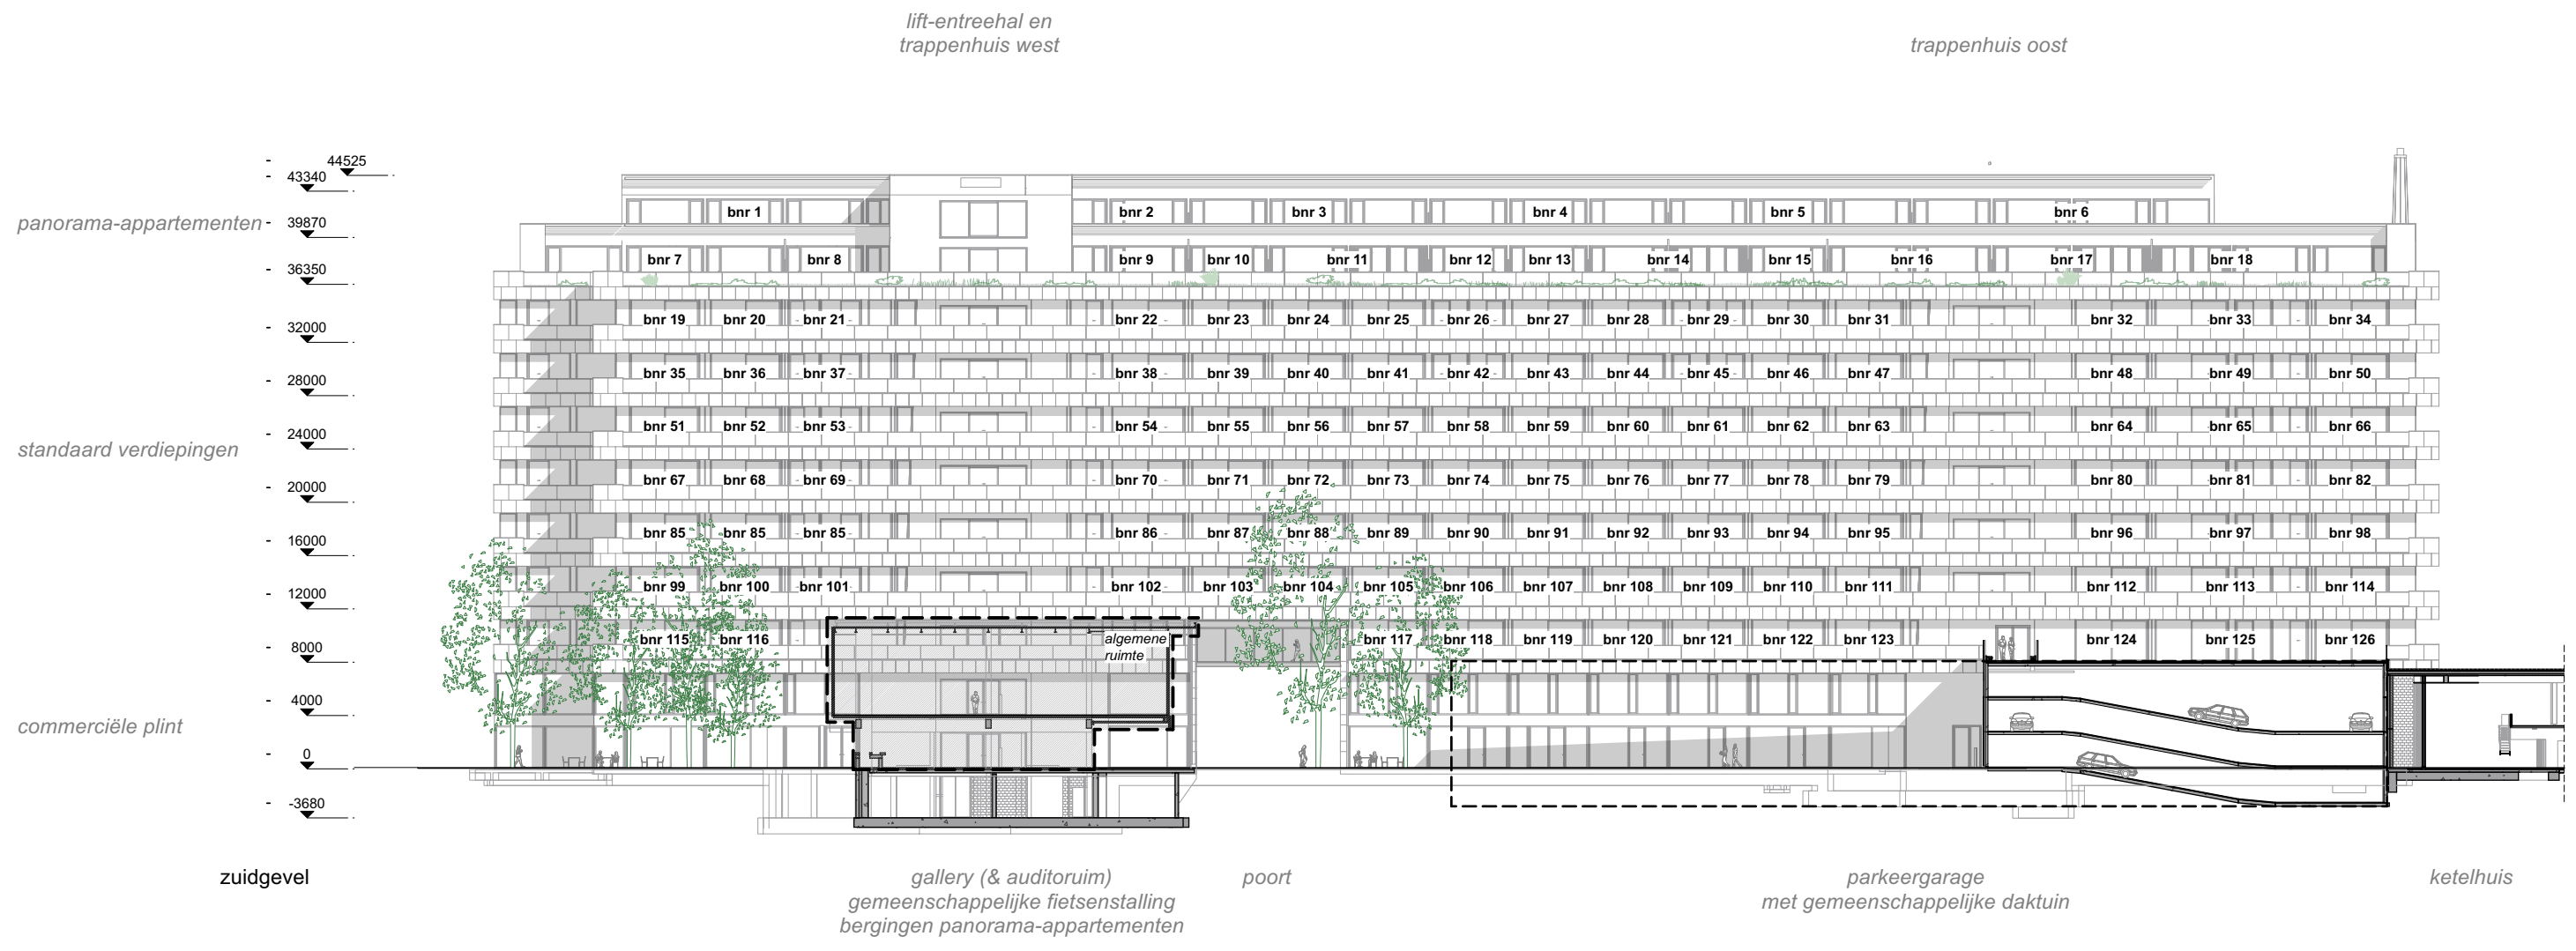 lift-entreehal en
trappenhuis west
trappenhuis oost
44525
43340
panorama-appartementen
39870
36350
32000
28000
standaard verdiepingen
24000
20000
16000
12000
8000
commerciële plint
4000
0
-3680
bnr 1 bnr 2 bnr 3 bnr 4 bnr 5 bnr 6
bnr 7 bnr 8 bnr 9 bnr 10 bnr 11 bnr 12 bnr 13 bnr 14 bnr 15 bnr 16 bnr 17 bnr 18
bnr 19 bnr 20 bnr 21 bnr 22 bnr 23 bnr 24 bnr 25 bnr 26 bnr 27 bnr 28 bnr 29 bnr 30 bnr 31 bnr 32 bnr 33 bnr 34
bnr 35 bnr 36 bnr 37 bnr 38 bnr 39 bnr 40 bnr 41 bnr 42 bnr 43 bnr 44 bnr 45 bnr 46 bnr 47 bnr 48 bnr 49 bnr 50
bnr 51 bnr 52 bnr 53 bnr 54 bnr 55 bnr 56 bnr 57 bnr 58 bnr 59 bnr 60 bnr 61 bnr 62 bnr 63 bnr 64 bnr 65 bnr 66
bnr 67 bnr 68 bnr 69 bnr 70 bnr 71 bnr 72 bnr 73 bnr 74 bnr 75 bnr 76 bnr 77 bnr 78 bnr 79 bnr 80 bnr 81 bnr 82
bnr 85 bnr 85 bnr 85 bnr 86 bnr 87 bnr 88 bnr 89 bnr 90 bnr 91 bnr 92 bnr 93 bnr 94 bnr 95 bnr 96 bnr 97 bnr 98
bnr 99 bnr 100 bnr 101 bnr 102 bnr 103 bnr 104 bnr 105 bnr 106 bnr 107 bnr 108 bnr 109 bnr 110 bnr 111 bnr 112 bnr 113 bnr 114
bnr 115 bnr 116 bnr 117 bnr 118 bnr 119 bnr 120 bnr 121 bnr 122 bnr 123 bnr 124 bnr 125 bnr 126
algemene
ruimte
zuidgevel
gallery (& auditoruim)
gemeenschappelijke fietsenstalling
bergingen panorama-appartementen
poort
parkeergarage
met gemeenschappelijke daktuin
ketelhuis